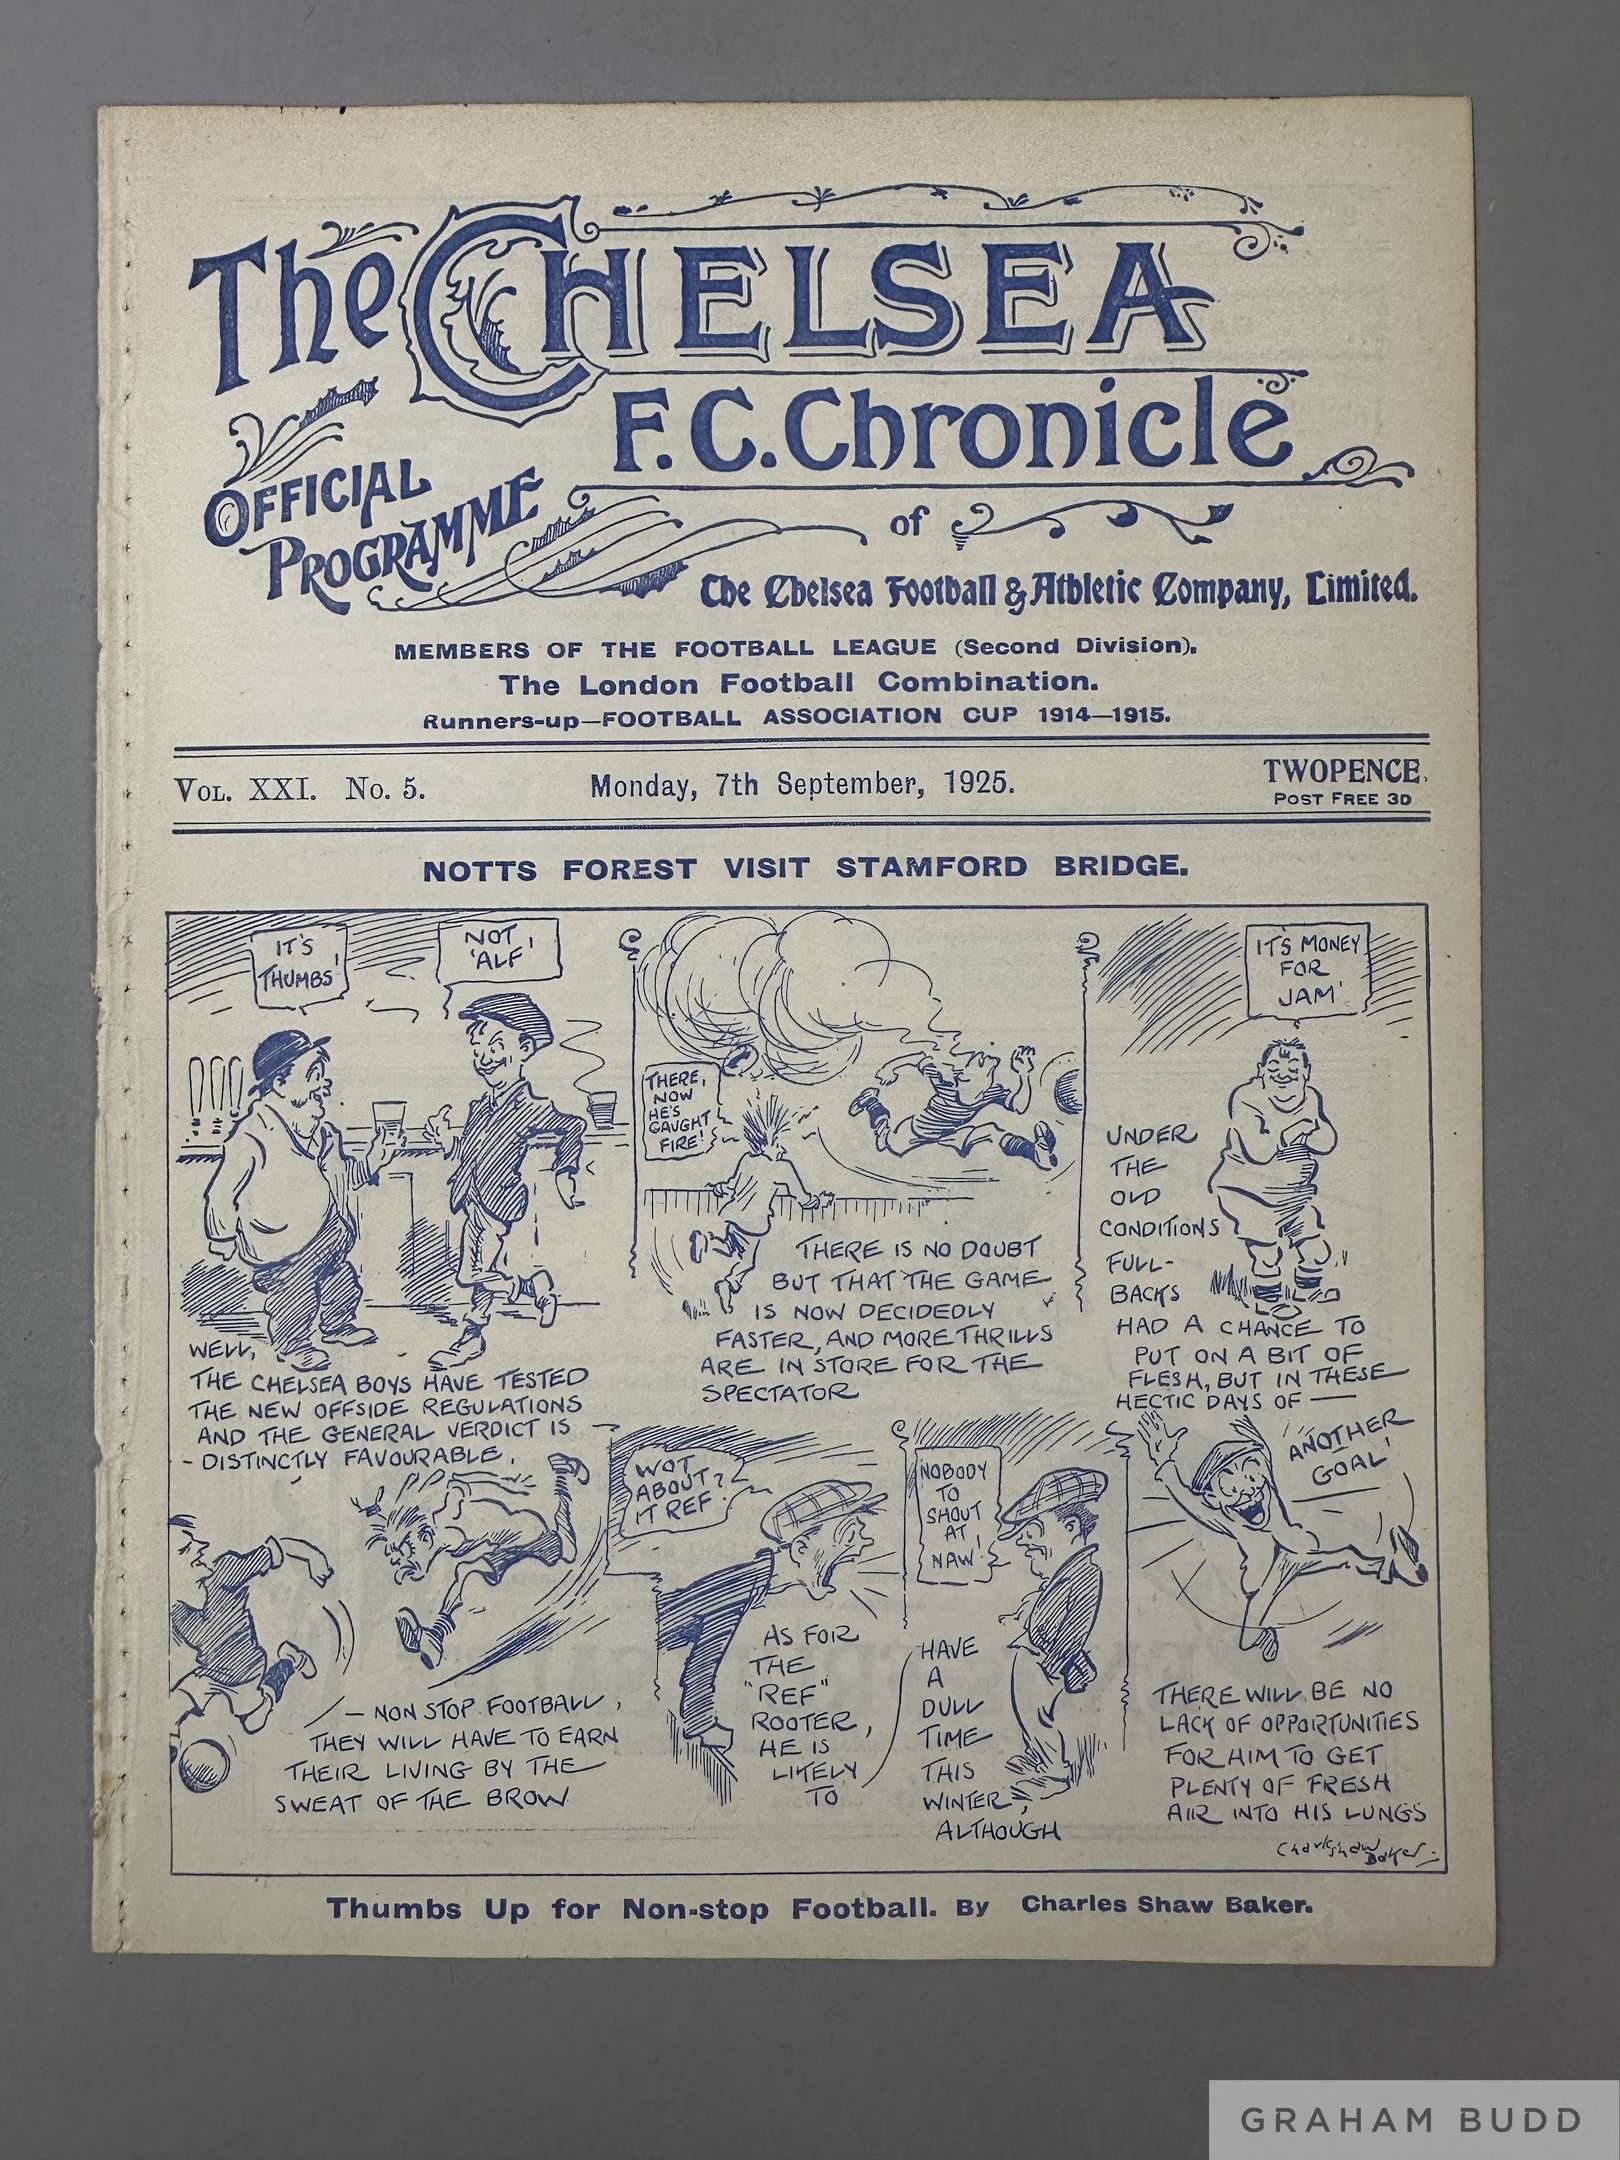 The CHELSEA
F.C. Chronicle
OFFICIAL
PROGRAMME
of
The Chelsea Football & Athletic Company, Limited.
MEMBERS OF THE FOOTBALL LEAGUE (Second Division).
The London Football Combination.
Runners-up—FOOTBALL ASSOCIATION CUP 1914—1915.
VOL. XXI. No. 5.
Monday, 7th September, 1925.
TWOPENCE,
POST FREE 3D
NOTTS FOREST VISIT STAMFORD BRIDGE.
IT'S
THUMBS!
NOT,
'ALF'
WELL,
THE CHELSEA BOYS HAVE TESTED
THE NEW OFFSIDE REGULATIONS
AND THE GENERAL VERDICT IS
- DISTINCTLY FAVOURABLE.
THERE,
NOW
HE'S
CAUGHT
FIRE!
THERE IS NO DOUBT
BUT THAT THE GAME
IS NOW DECIDEDLY
FASTER, AND MORE THRILLS
ARE IN STORE FOR THE
SPECTATOR
IT'S MONEY
FOR
JAM!
UNDER
THE
OLD
CONDITIONS
FULL-
BACKS
HAD A CHANCE TO
PUT ON A BIT OF
FLESH, BUT IN THESE
HECTIC DAYS OF —
— NON STOP FOOTBALL,
THEY WILL HAVE TO EARN
THEIR LIVING BY THE
SWEAT OF THE BROW
WOT
ABOUT?
IT REF!
AS FOR
THE
"REF"
ROOTER,
HE IS
LIKELY
TO
NOBODY
TO
SHOUT
AT
NAW!
HAVE
A
DULL
TIME
THIS
WINTER,
ALTHOUGH
ANOTHER
GOAL!
THERE WILL BE NO
LACK OF OPPORTUNITIES
FOR HIM TO GET
PLENTY OF FRESH
AIR INTO HIS LUNGS
Charles Shaw
Baker.
Thumbs Up for Non-stop Football. By Charles Shaw Baker.
GRAHAM BUDD